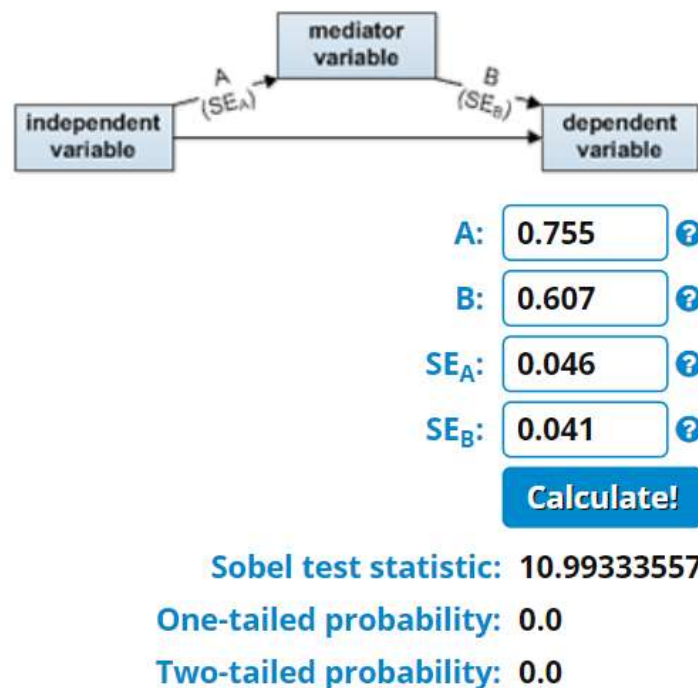 mediator
variable
A
(SEA)
B
(SEB)
independent
variable
dependent
variable
A: 0.755 ?
B: 0.607 ?
SEA: 0.046 ?
SEB: 0.041 ?
Calculate!
Sobel test statistic: 10.99333557
One-tailed probability: 0.0
Two-tailed probability: 0.0